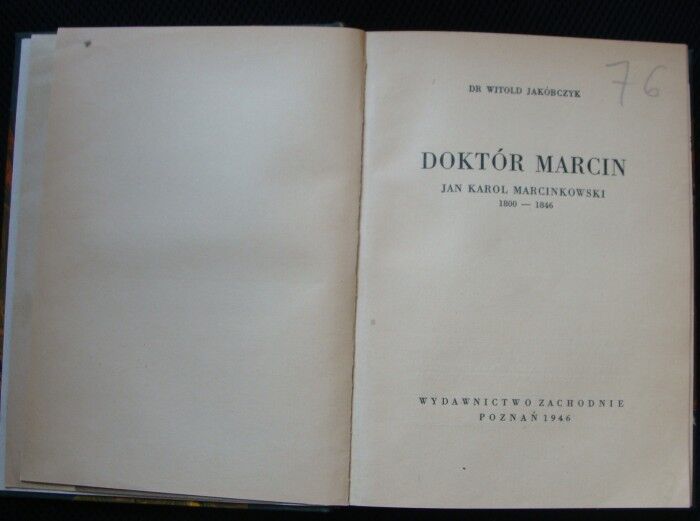 76
DR WITOLD JAKÓBCZYK
DOKTÓR MARCIN
JAN KAROL MARCINKOWSKI
1800 — 1846
WYDAWNICTWO ZACHODNIE
POZNAŃ 1946